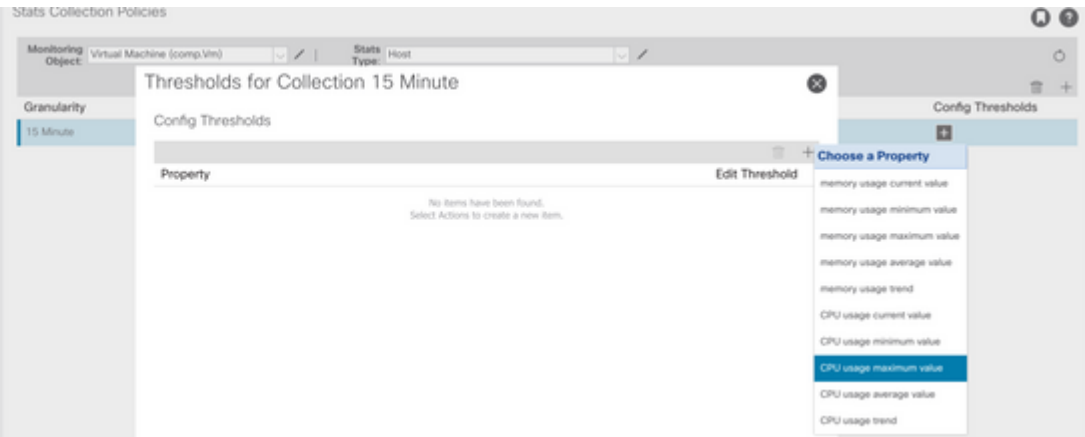 Stats Collection Policies
Monitoring Object: Virtual Machine (comp.Vm)
Stats Type: Host
Thresholds for Collection 15 Minute
Granularity
Config Thresholds
15 Minute
Config Thresholds
Choose a Property
Property
Edit Threshold
No items have been found.
Select Actions to create a new item.
memory usage current value
memory usage minimum value
memory usage maximum value
memory usage average value
memory usage trend
CPU usage current value
CPU usage minimum value
CPU usage maximum value
CPU usage average value
CPU usage trend